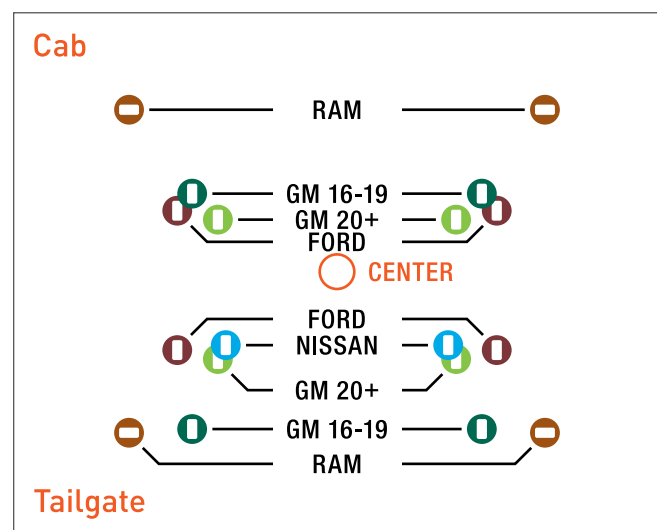 Cab
RAM
GM 16-19
GM 20+
FORD
CENTER
FORD
NISSAN
GM 20+
GM 16-19
RAM
Tailgate